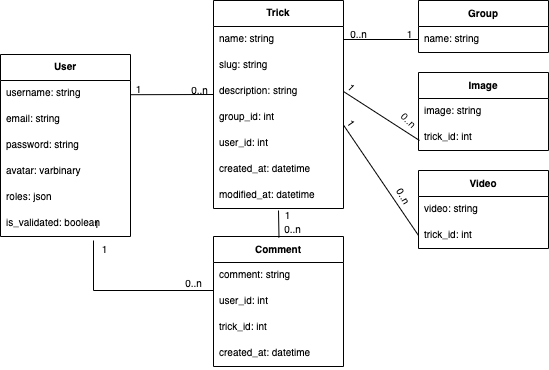 User
username: string
email: string
password: string
avatar: varbinary
roles: json
is_validated: boolean
1
0..n
1
0..n
Trick
name: string
slug: string
description: string
group_id: int
user_id: int
created_at: datetime
modified_at: datetime
0..n
1
1
0..n
1
0..n
1
0..n
Comment
comment: string
user_id: int
trick_id: int
created_at: datetime
Group
name: string
Image
image: string
trick_id: int
Video
video: string
trick_id: int